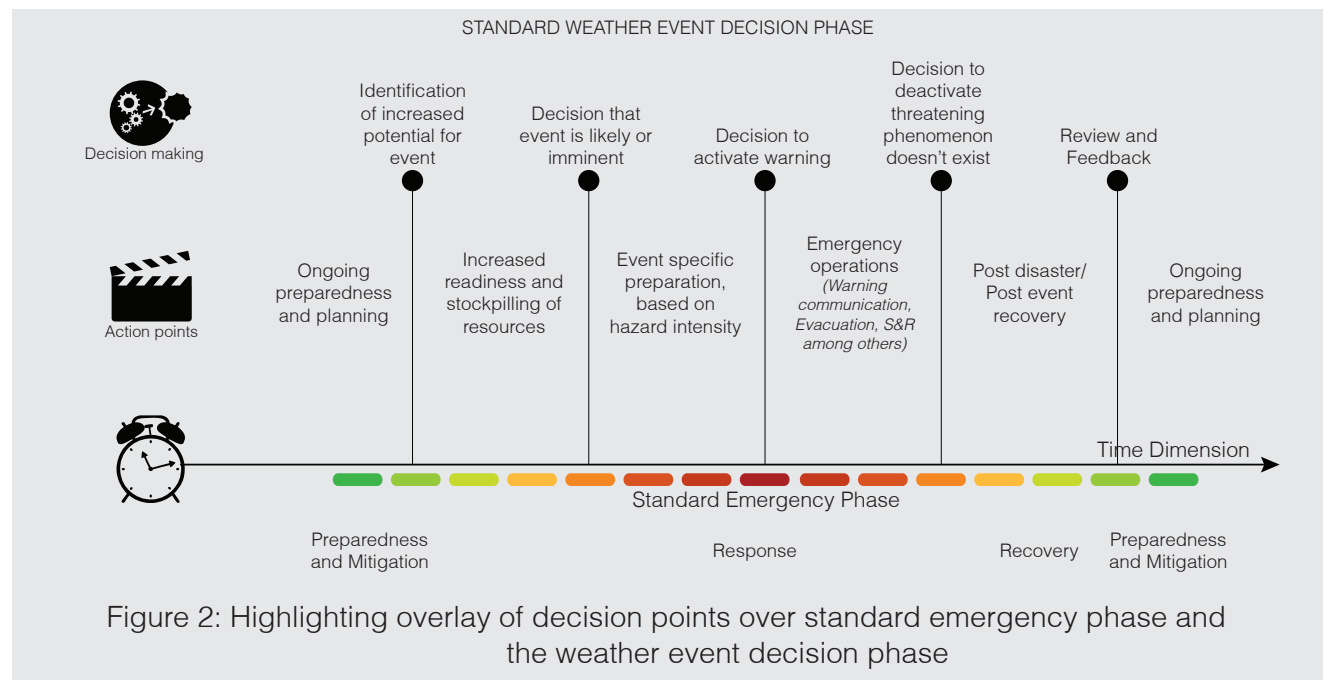 STANDARD WEATHER EVENT DECISION PHASE
Decision making
Identification
of increased
potential for
event
Decision that
event is likely or
imminent
Decision to
activate warning
Decision to
deactivate
threatening
phenomenon
doesn't exist
Review and
Feedback
Action points
Ongoing
preparedness
and planning
Increased
readiness and
stockpilling of
resources
Event specific
preparation,
based on
hazard intensity
Emergency
operations
(Warning
communication,
Evacuation, S&R
among others)
Post disaster/
Post event
recovery
Ongoing
preparedness
and planning
Time Dimension
Standard Emergency Phase
Preparedness
and Mitigation
Response
Recovery
Preparedness
and Mitigation
Figure 2: Highlighting overlay of decision points over standard emergency phase and
the weather event decision phase